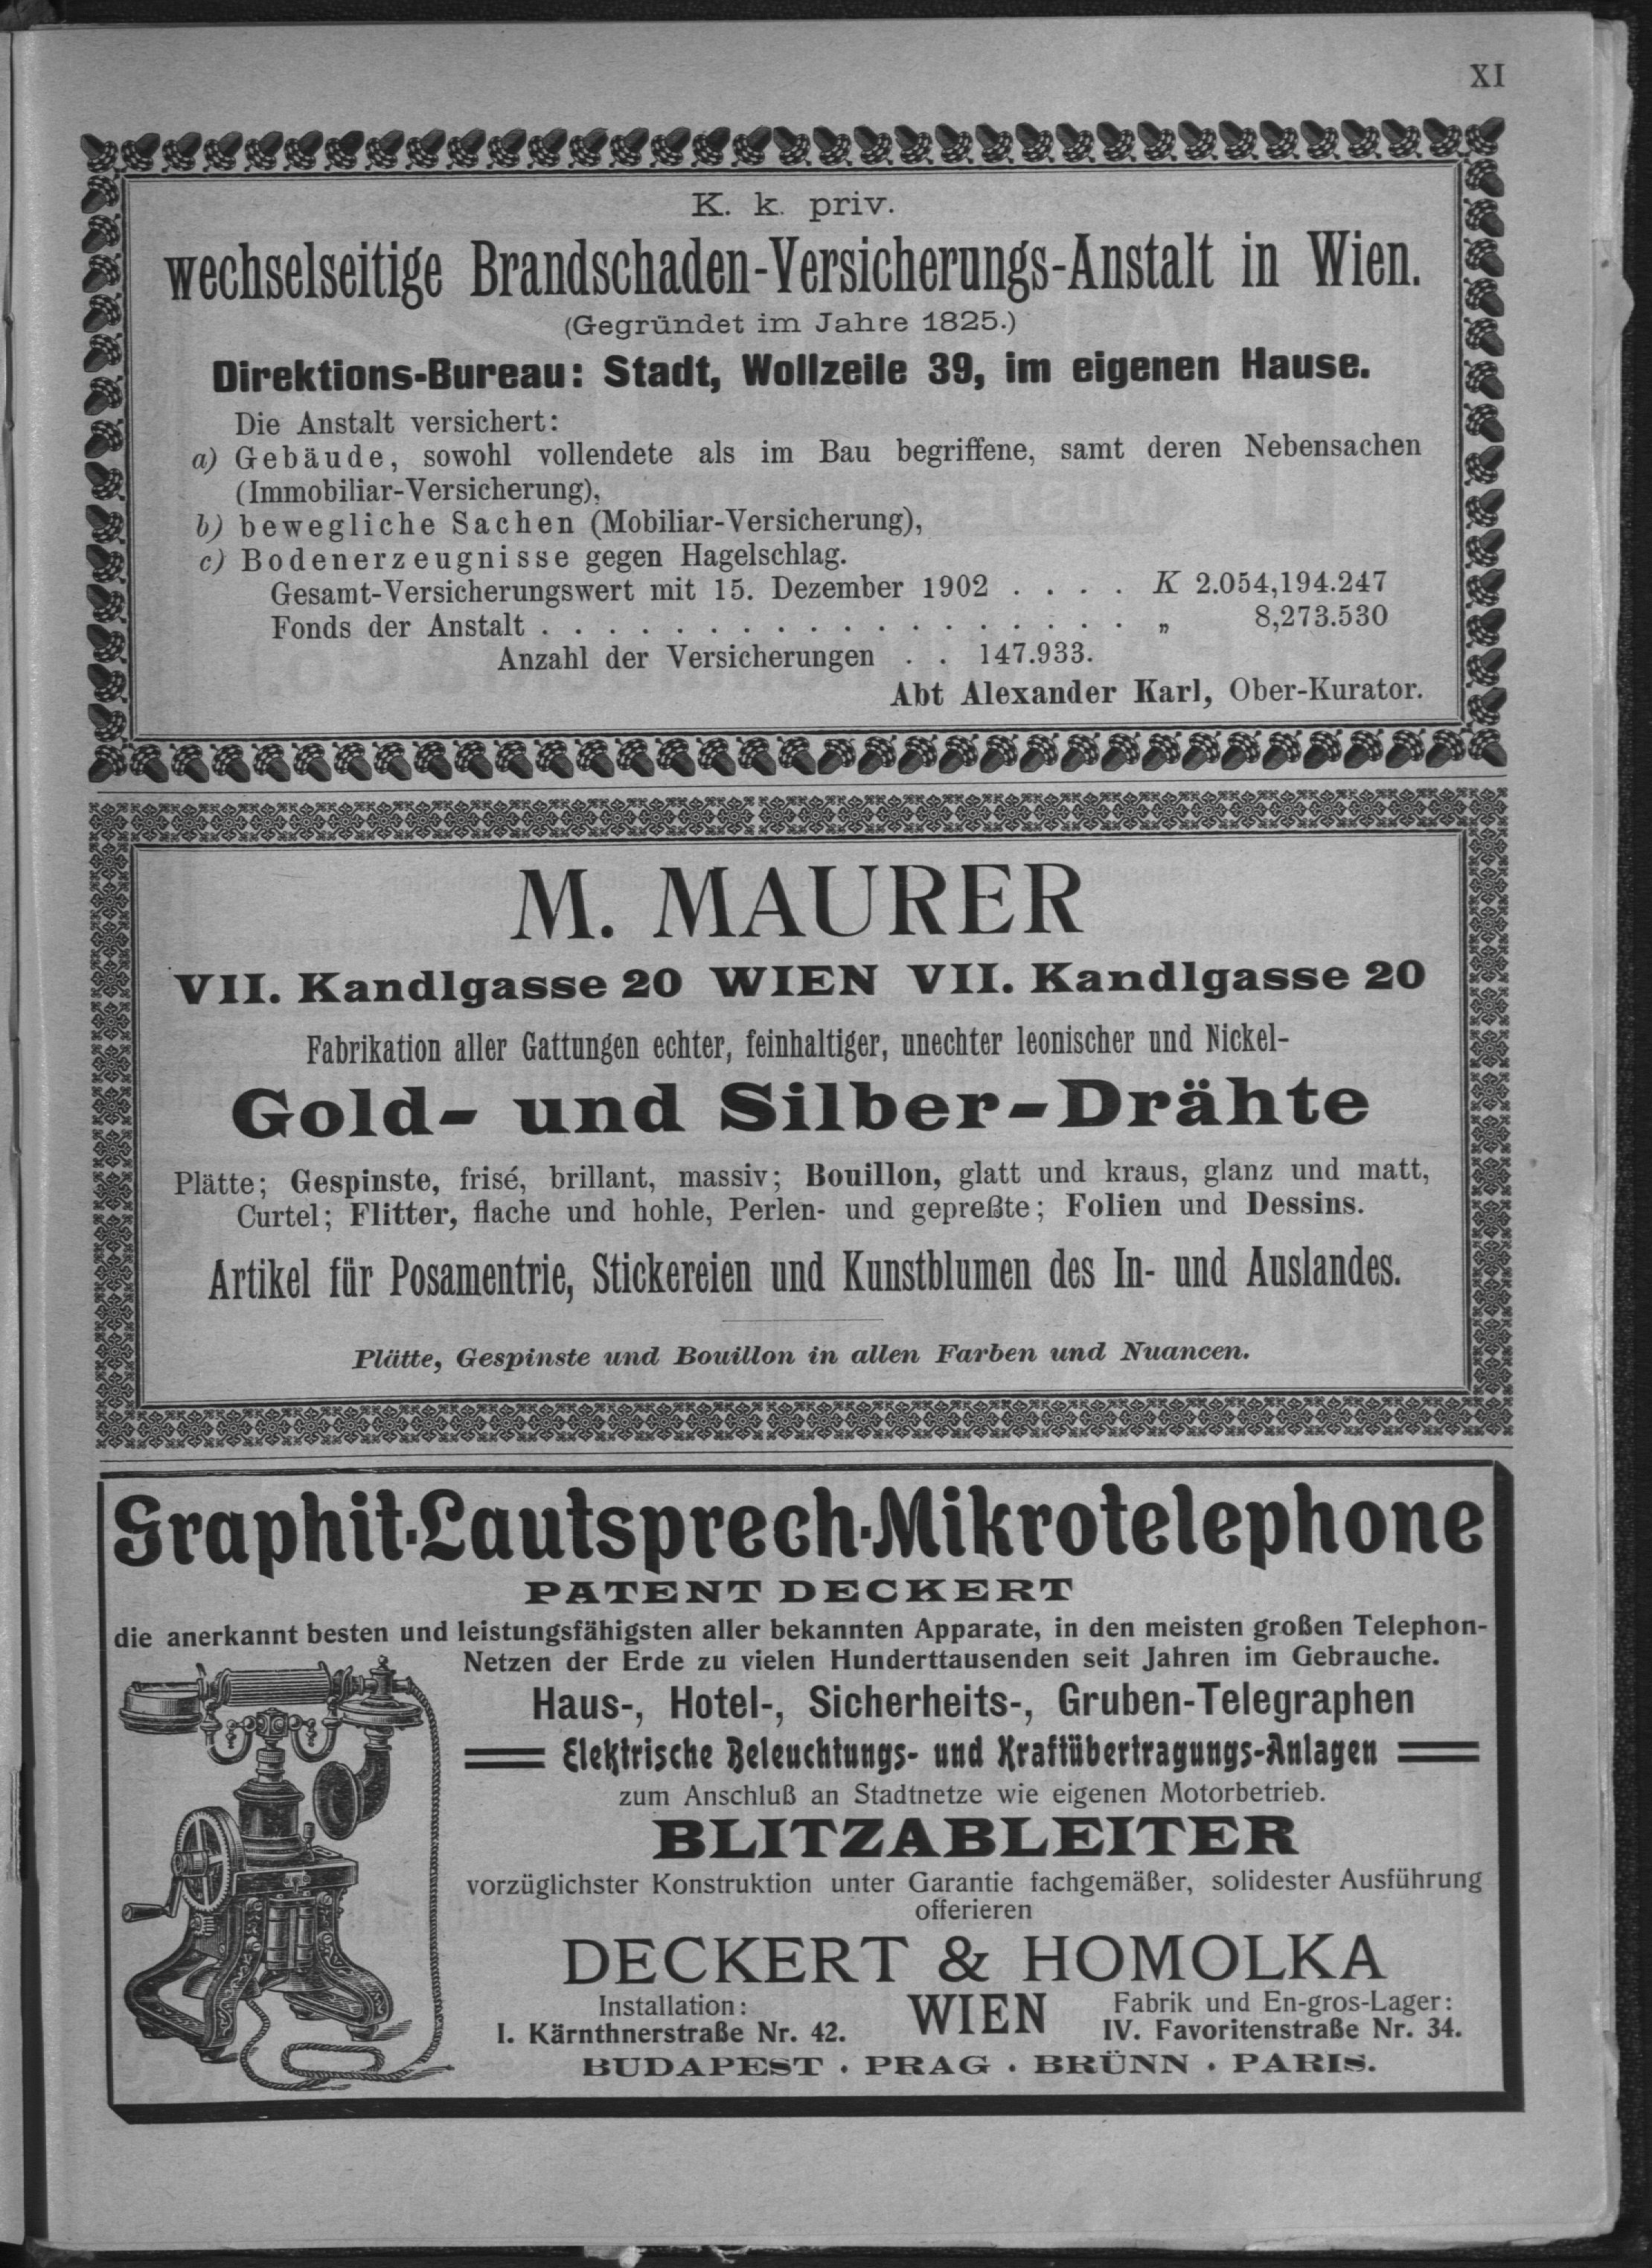 XI
K. k. priv.
wechselseitige Brandschaden-Versicherungs-Anstalt in Wien.
(Gegründet im Jahre 1825.)
Direktions-Bureau: Stadt, Wollzeile 39, im eigenen Hause.
Die Anstalt versichert:
a) Gebäude, sowohl vollendete als im Bau begriffene, samt deren Nebensachen
(Immobiliar-Versicherung),
b) bewegliche Sachen (Mobiliar-Versicherung),
c) Bodenerzeugnisse gegen Hagelschlag.
Gesamt-Versicherungswert mit 15. Dezember 1902 . . . . K 2.054,194.247
Fonds der Anstalt . . . . . . . . . . . . . . . . . . „ 8,273.530
Anzahl der Versicherungen . . 147.933.
Abt Alexander Karl, Ober-Kurator.
M. MAURER
VII. Kandlgasse 20 WIEN VII. Kandlgasse 20
Fabrikation aller Gattungen echter, feinhaltiger, unechter leonischer und Nickel-
Gold- und Silber-Drähte
Plätte; Gespinste, frisé, brillant, massiv; Bouillon, glatt und kraus, glanz und matt,
Curtel; Flitter, flache und hohle, Perlen- und gepreßte; Folien und Dessins.
Artikel für Posamentrie, Stickereien und Kunstblumen des In- und Auslandes.
Plätte, Gespinste und Bouillon in allen Farben und Nuancen.
Graphit-Lautsprech-Mikrotelephone
PATENT DECKERT
die anerkannt besten und leistungsfähigsten aller bekannten Apparate, in den meisten großen Telephon-
Netzen der Erde zu vielen Hunderttausenden seit Jahren im Gebrauche.
Haus-, Hotel-, Sicherheits-, Gruben-Telegraphen
Elektrische Beleuchtungs- und Kraftübertragungs-Anlagen
zum Anschluß an Stadtnetze wie eigenen Motorbetrieb.
BLITZABLEITER
vorzüglichster Konstruktion unter Garantie fachgemäßer, solidester Ausführung
offerieren
DECKERT & HOMOLKA
Installation: WIEN Fabrik und En-gros-Lager:
I. Kärnthnerstraße Nr. 42. IV. Favoritenstraße Nr. 34.
BUDAPEST · PRAG · BRÜNN · PARIS.